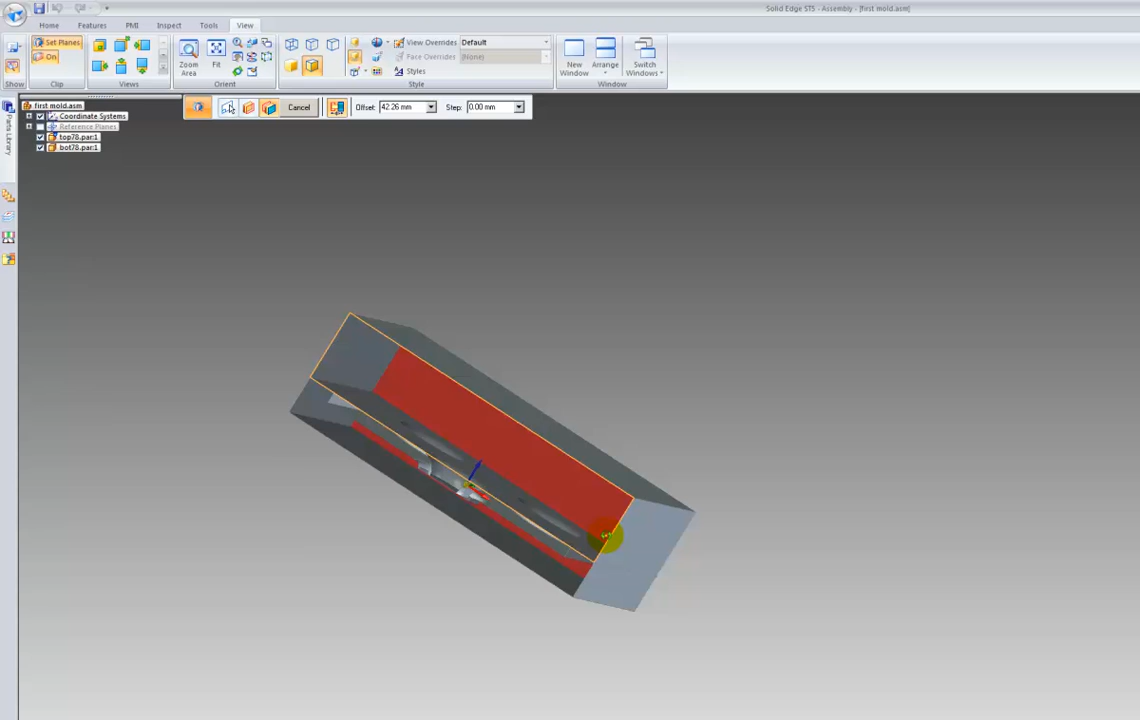 Solid Edge ST5 - Assembly - [first mold.asm]
Home Features PMI Inspect Tools View
Set Planes
On
Zoom Area
Fit
View Overrides Default
Face Overrides (None)
Styles
New Window
Arrange
Switch Windows
Show Clip Views Orient Style Window
Cancel Offset: 42.26 mm Step: 0.00 mm
first mold.asm
Coordinate Systems
Reference Planes
top78.par:1
bot78.par:1
Parts Library